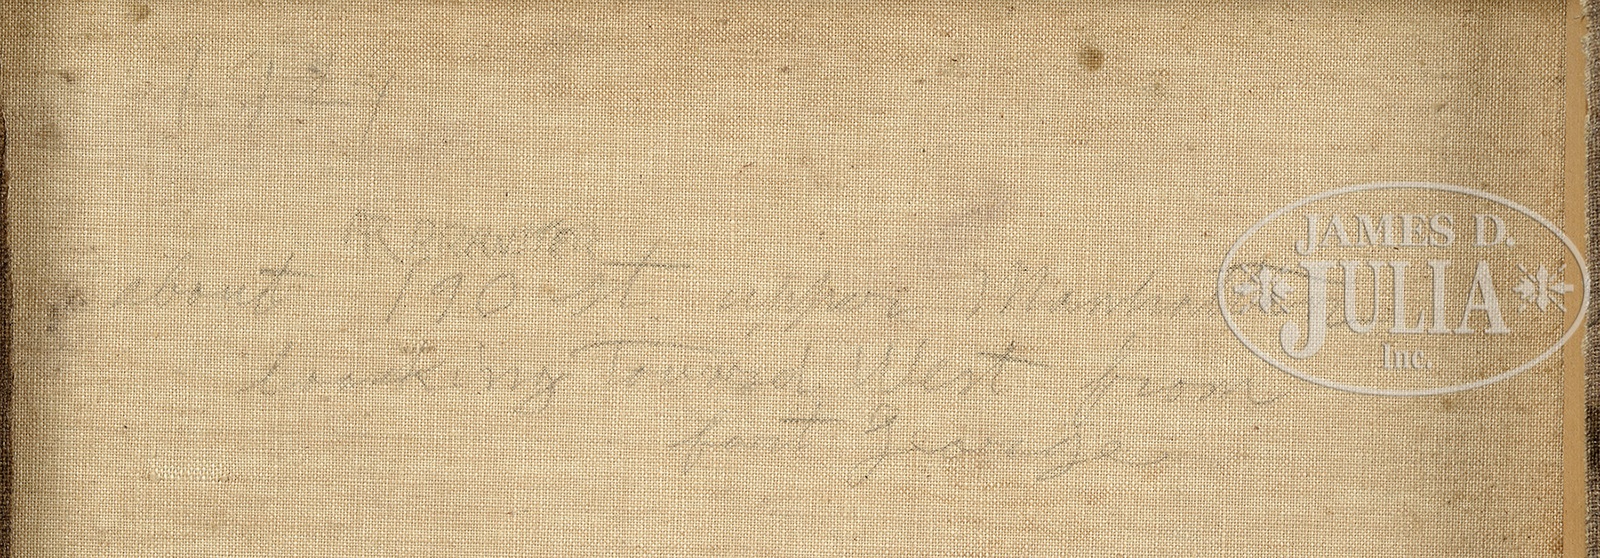 about 190 St. upper Manhattan
looking Toward West from
fort George
JAMES D.
JULIA
Inc.